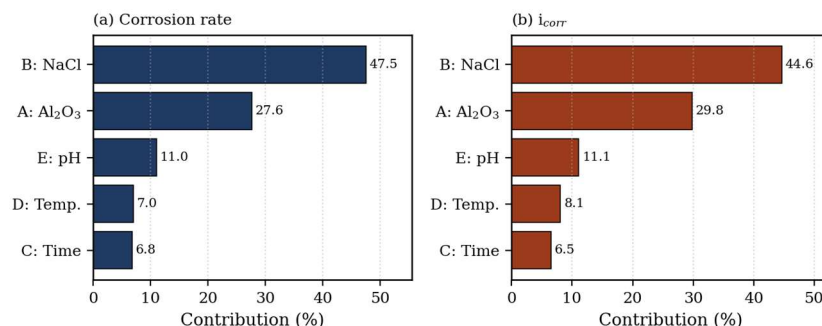 (a) Corrosion rate
B: NaCl
47.5
A: Al₂O₃
27.6
E: pH
11.0
D: Temp.
7.0
C: Time
6.8
0 10 20 30 40 50
Contribution (%)
(b) i_corr
B: NaCl
44.6
A: Al₂O₃
29.8
E: pH
11.1
D: Temp.
8.1
C: Time
6.5
0 10 20 30 40 50
Contribution (%)